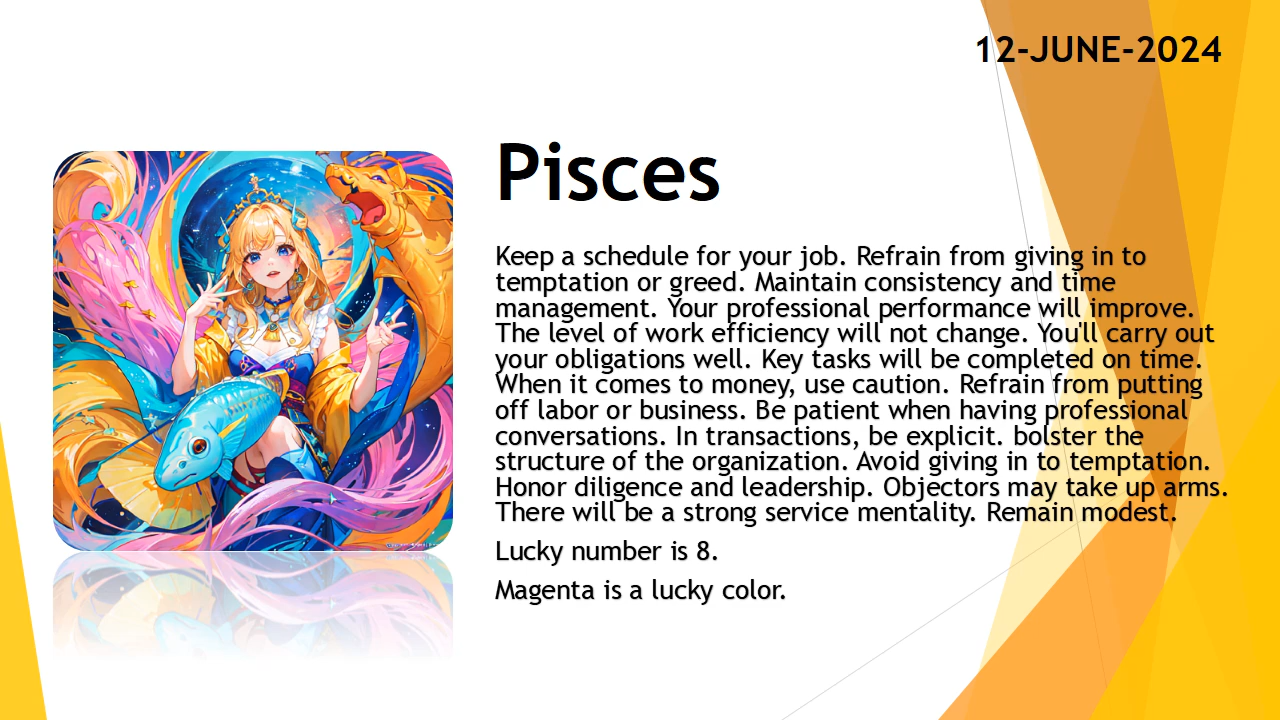 12-JUNE-2024
Pisces
Keep a schedule for your job. Refrain from giving in to
temptation or greed. Maintain consistency and time
management. Your professional performance will improve.
The level of work efficiency will not change. You'll carry out
your obligations well. Key tasks will be completed on time.
When it comes to money, use caution. Refrain from putting
off labor or business. Be patient when having professional
conversations. In transactions, be explicit. bolster the
structure of the organization. Avoid giving in to temptation.
Honor diligence and leadership. Objectors may take up arms.
There will be a strong service mentality. Remain modest.
Lucky number is 8.
Magenta is a lucky color.